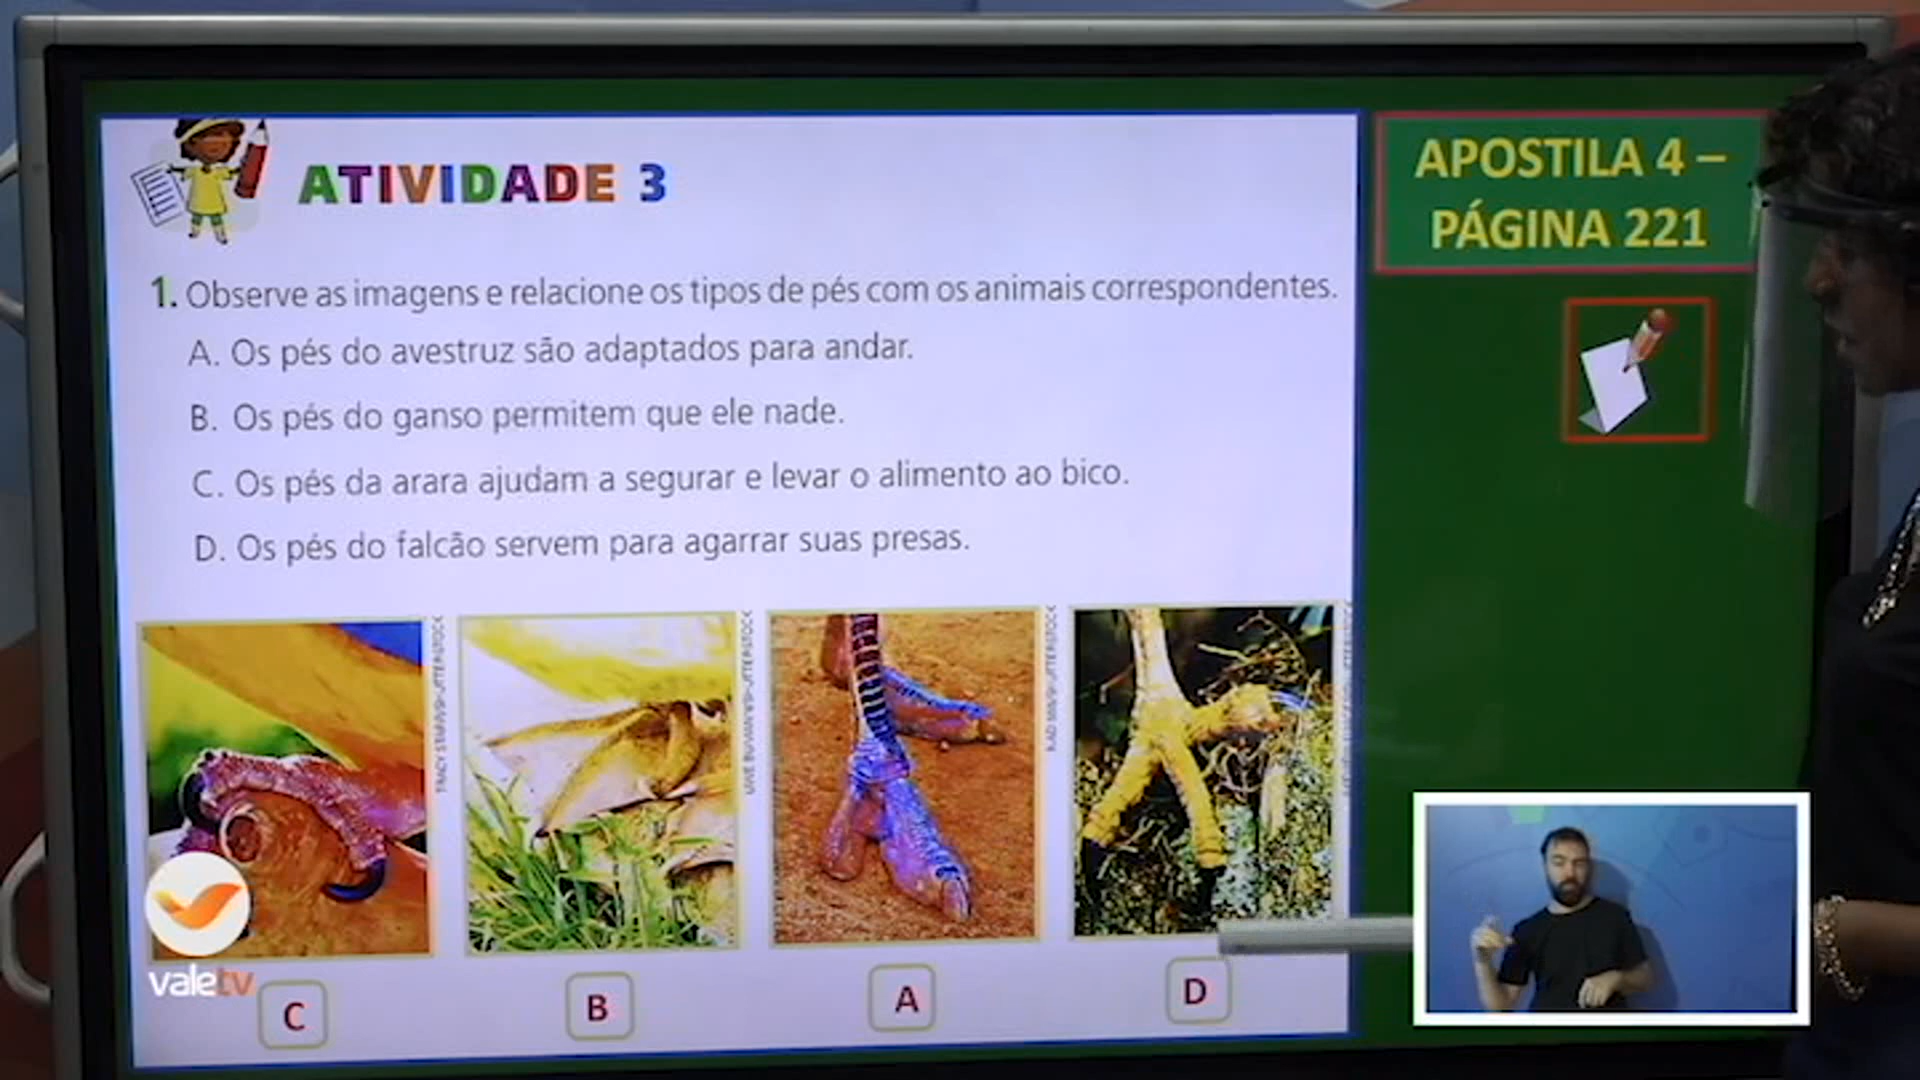 ATIVIDADE 3
APOSTILA 4 –
PÁGINA 221
1. Observe as imagens e relacione os tipos de pés com os animais correspondentes.
A. Os pés do avestruz são adaptados para andar.
B. Os pés do ganso permitem que ele nade.
C. Os pés da arara ajudam a segurar e levar o alimento ao bico.
D. Os pés do falcão servem para agarrar suas presas.
valetv
C
B
A
D